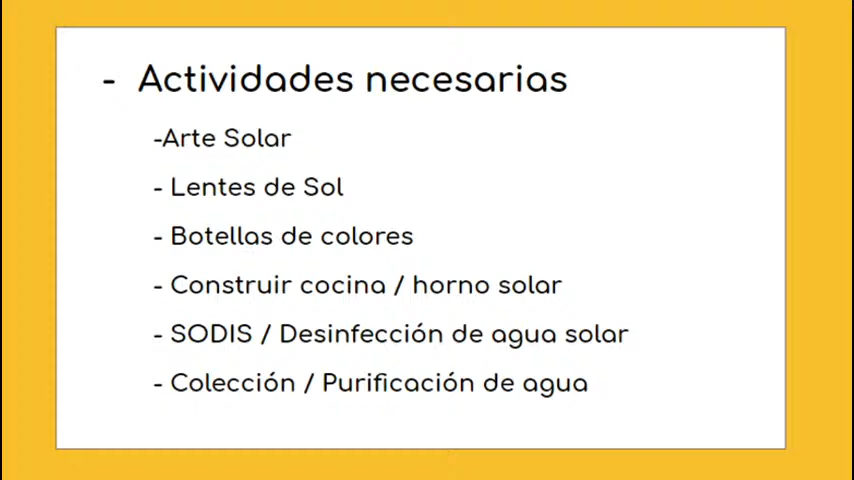 - Actividades necesarias
-Arte Solar
- Lentes de Sol
- Botellas de colores
- Construir cocina / horno solar
- SODIS / Desinfección de agua solar
- Colección / Purificación de agua